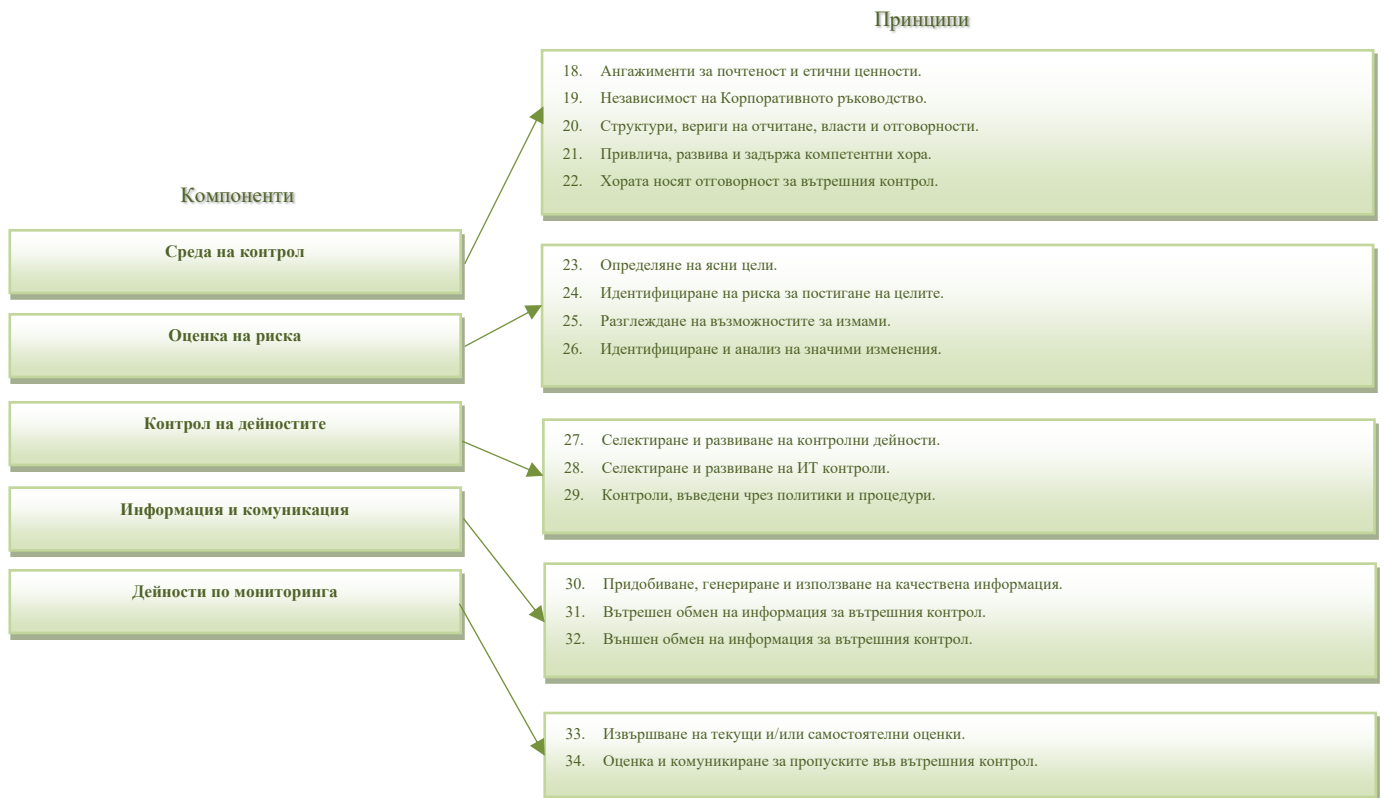 Принципи
18. Ангажименти за почтеност и етични ценности.
19. Независимост на Корпоративното ръководство.
20. Структури, вериги на отчитане, власти и отговорности.
21. Привлича, развива и задържа компетентни хора.
22. Хората носят отговорност за вътрешния контрол.
Компоненти
Среда на контрол
23. Определяне на ясни цели.
24. Идентифициране на риска за постигане на целите.
25. Разглеждане на възможностите за измами.
26. Идентифициране и анализ на значими изменения.
Оценка на риска
Контрол на дейностите
27. Селектиране и развиване на контролни дейности.
28. Селектиране и развиване на ИТ контроли.
29. Контроли, въведени чрез политики и процедури.
Информация и комуникация
30. Придобиване, генериране и използване на качествена информация.
31. Вътрешен обмен на информация за вътрешния контрол.
32. Външен обмен на информация за вътрешния контрол.
Дейности по мониторинга
33. Извършване на текущи и/или самостоятелни оценки.
34. Оценка и комуникиране за пропуските във вътрешния контрол.